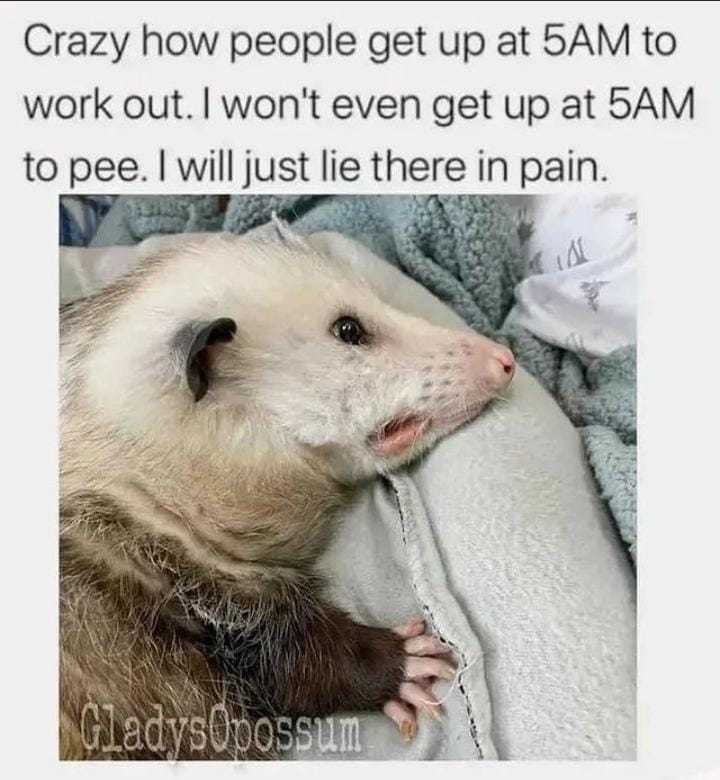 Crazy how people get up at 5AM to
work out. I won't even get up at 5AM
to pee. I will just lie there in pain.
GladysOpossum